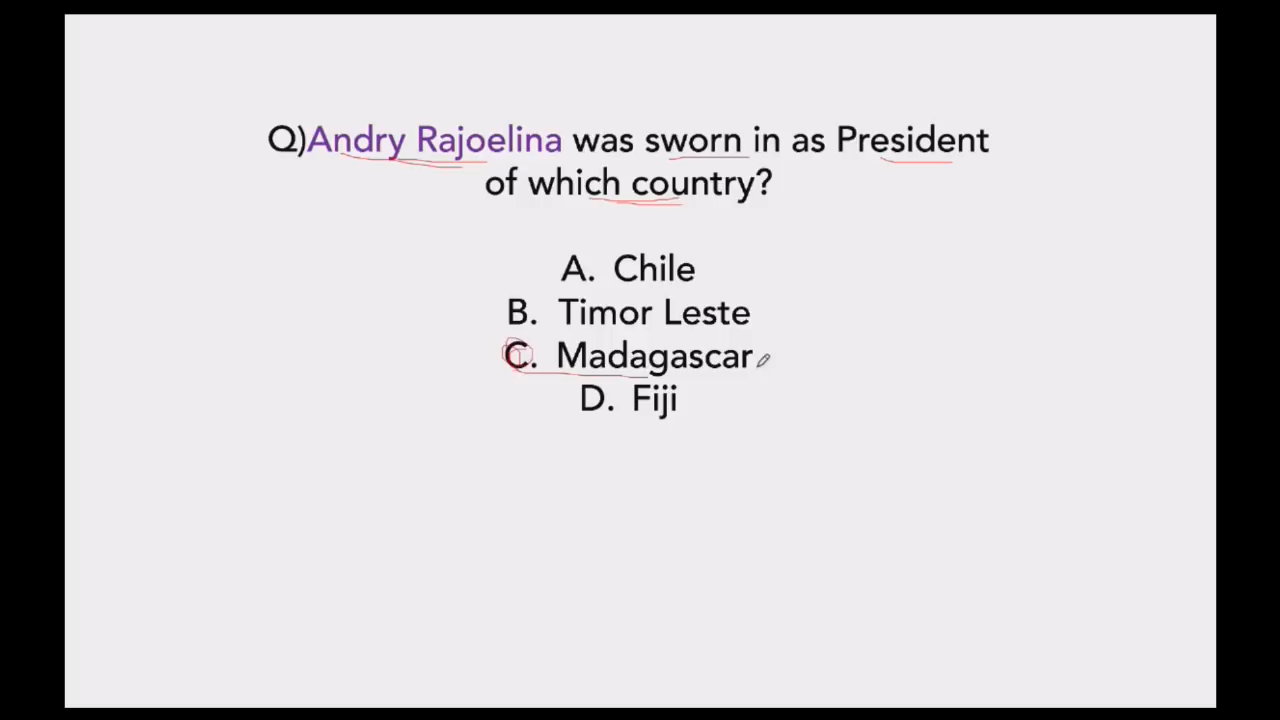 Q)Andry Rajoelina was sworn in as President
of which country?
A. Chile
B. Timor Leste
C. Madagascar
D. Fiji